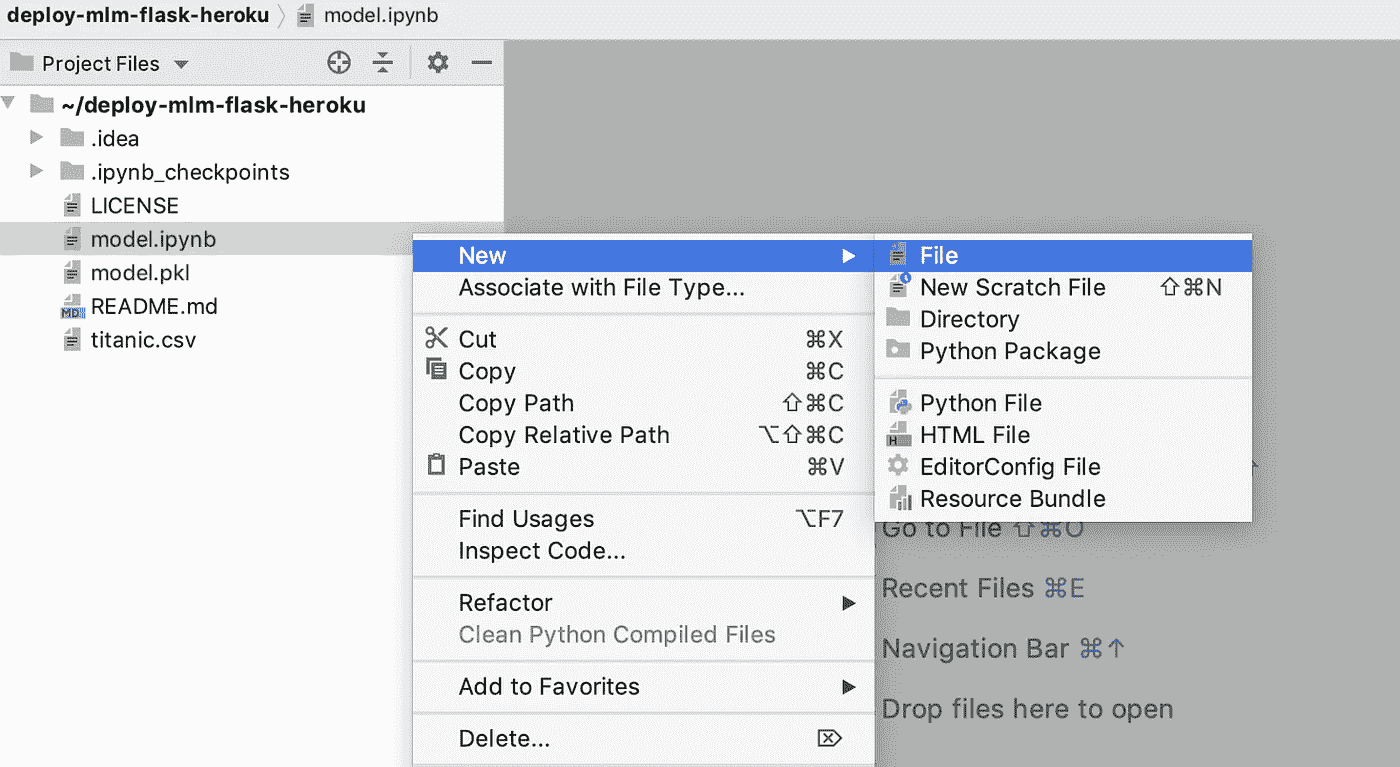 deploy-mlm-flask-heroku model.ipynb
Project Files
~/deploy-mlm-flask-heroku
.idea
.ipynb_checkpoints
LICENSE
model.ipynb
model.pkl
MD README.md
titanic.csv
New
Associate with File Type...
Cut ⌘X
Copy ⌘C
Copy Path ⇧⌘C
Copy Relative Path ⌥⇧⌘C
Paste ⌘V
Find Usages ⌥F7
Inspect Code...
Refactor
Clean Python Compiled Files
Add to Favorites
Delete... ⌦
File
New Scratch File ⇧⌘N
Directory
Python Package
Python File
H HTML File
EditorConfig File
Resource Bundle
Go to File ⇧⌘O
Recent Files ⌘E
Navigation Bar ⌘↑
Drop files here to open